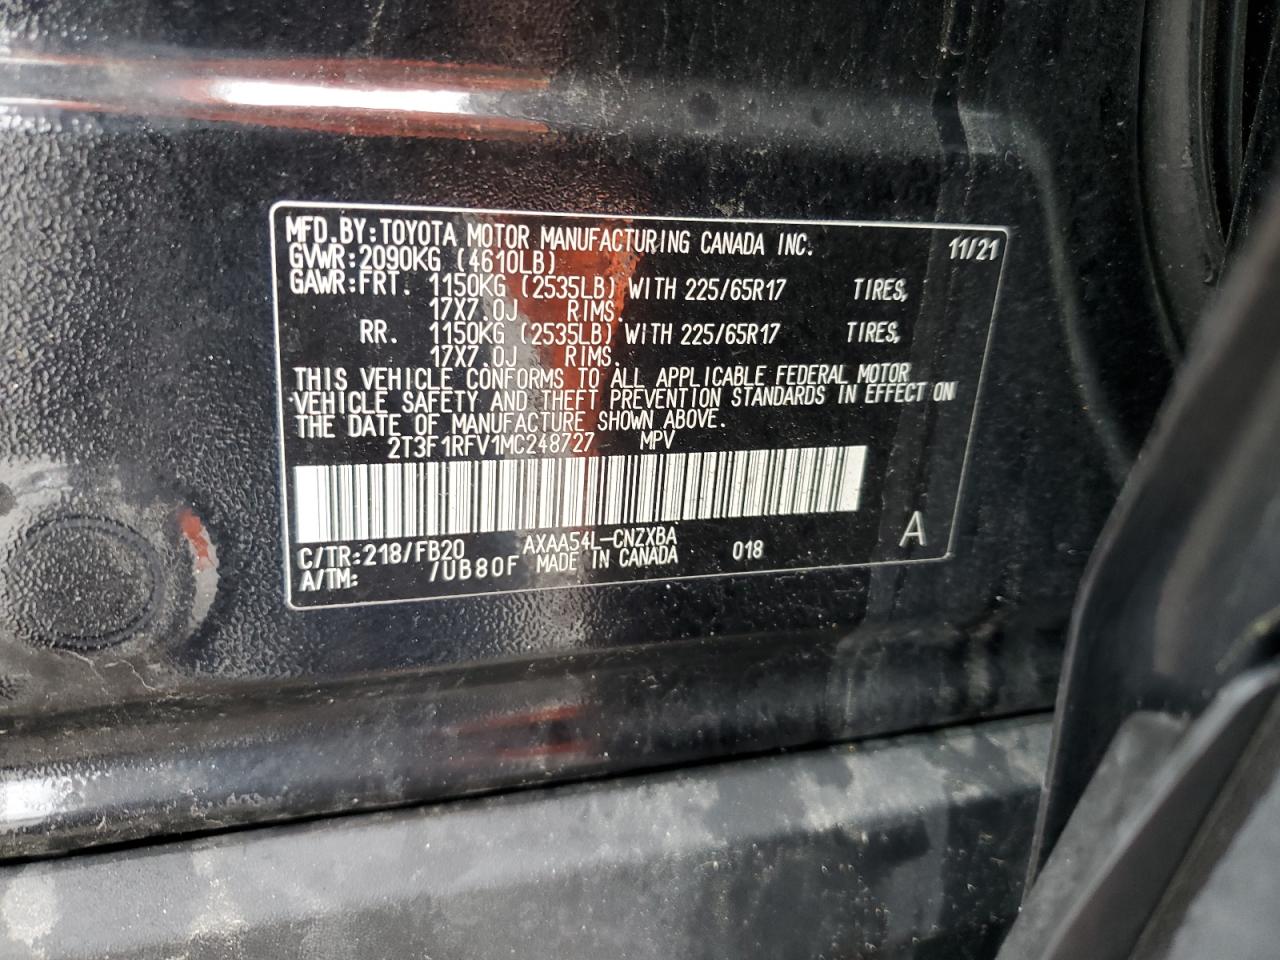 MFD.BY:TOYOTA MOTOR MANUFACTURING CANADA INC. 11/21
GVWR:2090KG (4610LB)
GAWR:FRT. 1150KG (2535LB) WITH 225/65R17 TIRES,
17X7.0J RIMS.
RR. 1150KG (2535LB) WITH 225/65R17 TIRES,
17X7.0J RIMS.
THIS VEHICLE CONFORMS TO ALL APPLICABLE FEDERAL MOTOR
VEHICLE SAFETY AND THEFT PREVENTION STANDARDS IN EFFECT ON
THE DATE OF MANUFACTURE SHOWN ABOVE.
2T3F1RFV1MC248727 MPV
C/TR:218/FB20 AXAA54L-CNZXBA 018 A
A/TM: /UB80F MADE IN CANADA